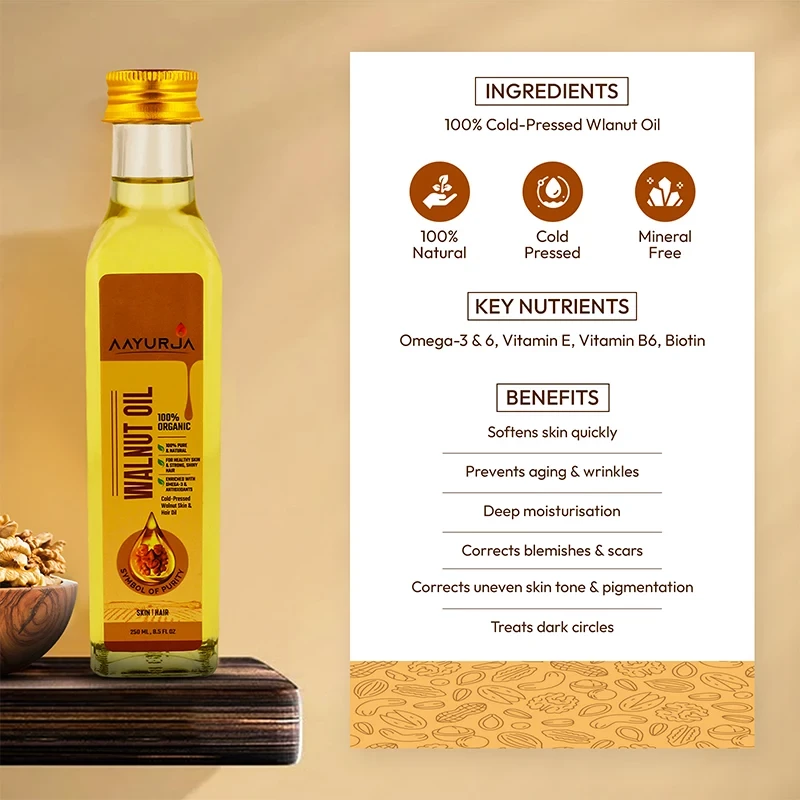 AAYURJA
WALNUT OIL
100%
ORGANIC
100% PURE
& NATURAL
FOR HEALTHY SKIN
& STRONG, SHINY
HAIR
ENRICHED WITH
OMEGA-3 &
ANTIOXIDANTS
Cold-Pressed
Walnut Skin &
Hair Oil
SYMBOL OF PURITY
SKIN | HAIR
250 ML, 8.5 FL OZ
INGREDIENTS
100% Cold-Pressed Wlanut Oil
100%
Natural
Cold
Pressed
Mineral
Free
KEY NUTRIENTS
Omega-3 & 6, Vitamin E, Vitamin B6, Biotin
BENEFITS
Softens skin quickly
Prevents aging & wrinkles
Deep moisturisation
Corrects blemishes & scars
Corrects uneven skin tone & pigmentation
Treats dark circles